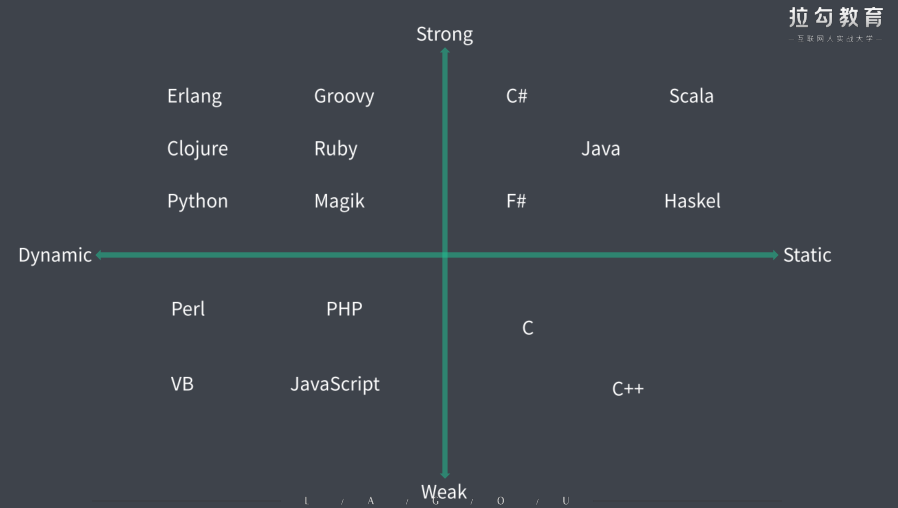 拉勾教育
—互联网人实战大学—
Strong
Erlang Groovy C# Scala
Clojure Ruby Java
Python Magik F# Haskel
Dynamic Static
Perl PHP
C
VB JavaScript
C++
Weak
L / A / G / O / U